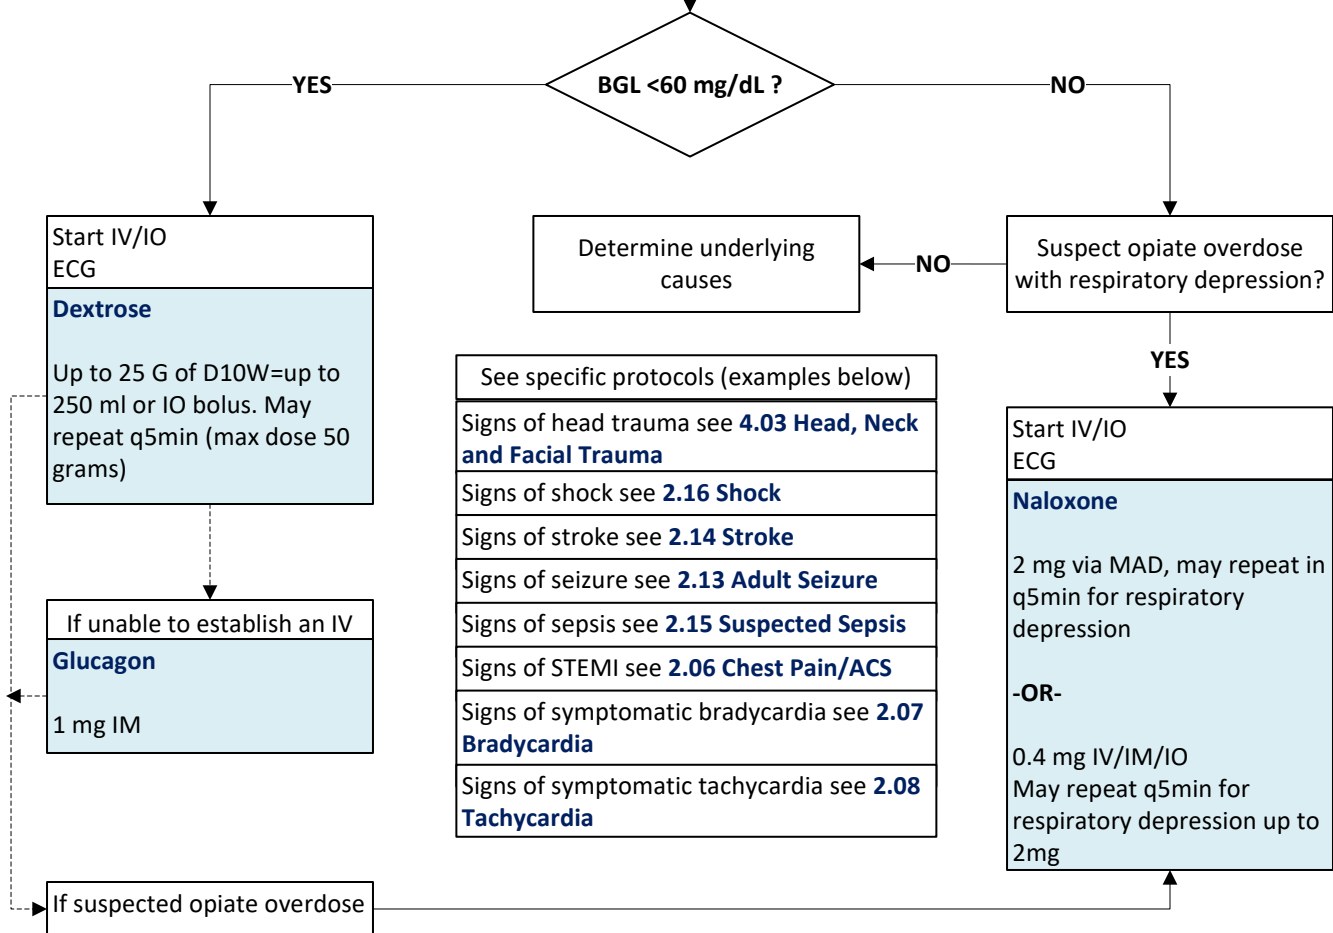 BGL <60 mg/dL ?
YES
NO
Start IV/IO
ECG
Dextrose
Up to 25 G of D10W=up to
250 ml or IO bolus. May
repeat q5min (max dose 50
grams)
If unable to establish an IV
Glucagon
1 mg IM
If suspected opiate overdose
Determine underlying
causes
NO
Suspect opiate overdose
with respiratory depression?
YES
See specific protocols (examples below)
Signs of head trauma see 4.03 Head, Neck
and Facial Trauma
Signs of shock see 2.16 Shock
Signs of stroke see 2.14 Stroke
Signs of seizure see 2.13 Adult Seizure
Signs of sepsis see 2.15 Suspected Sepsis
Signs of STEMI see 2.06 Chest Pain/ACS
Signs of symptomatic bradycardia see 2.07
Bradycardia
Signs of symptomatic tachycardia see 2.08
Tachycardia
Start IV/IO
ECG
Naloxone
2 mg via MAD, may repeat in
q5min for respiratory
depression
-OR-
0.4 mg IV/IM/IO
May repeat q5min for
respiratory depression up to
2mg